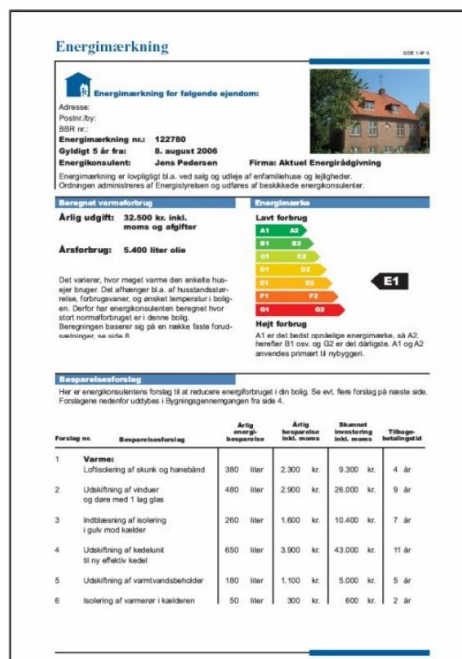 Energimærkning
SIDE 1 AF 9
Energimærkning for følgende ejendom:
Adresse:
Postnr./by:
BBR nr.:
Energimærkning nr.: 122780
Gyldigt 5 år fra: 8. august 2006
Energikonsulent: Jens Pedersen Firma: Aktuel Energirådgivning
Energimærkning er lovpligtig bl.a. ved salg og udleje af enfamiliehuse og lejligheder.
Ordningen administreres af Energistyrelsen og udføres af beskikkede energikonsulenter.
Beregnet varmeforbrug
Årlig udgift: 32.500 kr. inkl.
moms og afgifter
Årsforbrug: 5.400 liter olie
Det varierer, hvor meget varme den enkelte hus-
ejer bruger. Det afhænger bl.a. af husstandsstør-
relse, forbrugsvaner, og ønsket temperatur i bolig-
en. Derfor har energikonsulenten beregnet hvor
stort normalforbruget er i denne bolig.
Beregningen baserer sig på en række faste forud-
sætninger, se side 8.
Energimærke
Lavt forbrug
A1 A2
B1 B2
C1 C2
D1 D2
E1 E2
F1 F2
G1 G2
E1
Højt forbrug
A1 er det bedst opnåelige energimærke, så A2,
herefter B1 osv. og G2 er det dårligste. A1 og A2
anvendes primært til nybyggeri.
Besparelsesforslag
Her er energikonsulentens forslag til at reducere energiforbruget i din bolig. Se evt. flere forslag på næste side.
Forslagene nedenfor uddybes i Bygningsgennemgangen fra side 4.
Forslag nr. Besparelsesforslag Årlig energi-besparelse Årlig besparelse inkl. moms Skønnet investering inkl. moms Tilbage-betalingstid
1 Varme:
Loftisolering af skunk og hanebånd 380 liter 2.300 kr. 9.300 kr. 4 år
2 Udskiftning af vinduer
og døre med 1 lag glas 480 liter 2.900 kr. 26.000 kr. 9 år
3 Indblæsning af isolering
i gulv mod kælder 260 liter 1.600 kr. 10.400 kr. 7 år
4 Udskiftning af kedelunit
til ny effektiv kedel 650 liter 3.900 kr. 43.000 kr. 11 år
5 Udskiftning af varmtvandsbeholder 180 liter 1.100 kr. 5.000 kr. 5 år
6 Isolering af varmerør i kælderen 50 liter 300 kr. 600 kr. 2 år